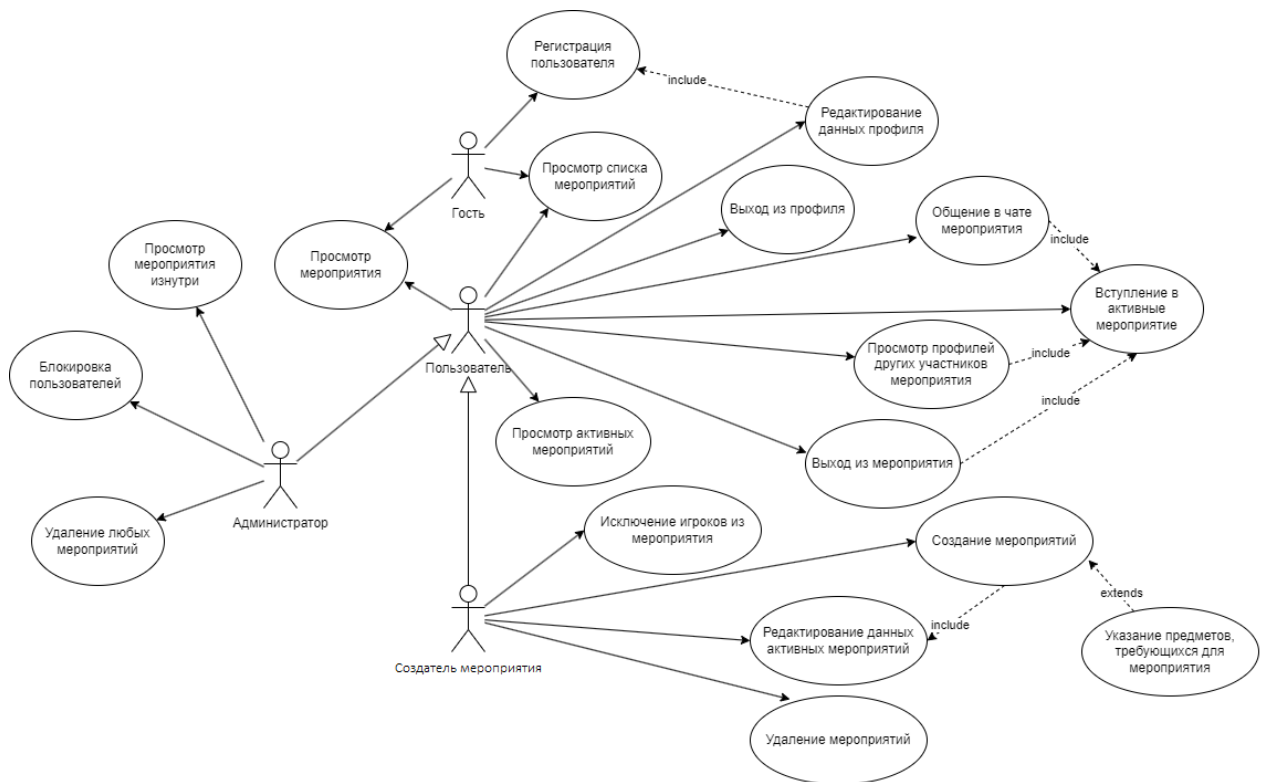 Регистрация
пользователя
include
Редактирование
данных профиля
Гость
Просмотр списка
мероприятий
Выход из профиля
Общение в чате
мероприятия
include
Просмотр
мероприятия
изнутри
Просмотр
мероприятия
Вступление в
активные
мероприятие
Пользователь
Просмотр профилей
других участников
мероприятия
include
Блокировка
пользователей
include
Просмотр активных
мероприятий
Выход из мероприятия
Администратор
Удаление любых
мероприятий
Исключение игроков из
мероприятия
Создание мероприятий
extends
include
Редактирование данных
активных мероприятий
Указание предметов,
требующихся для
мероприятия
Создатель мероприятия
Удаление мероприятий